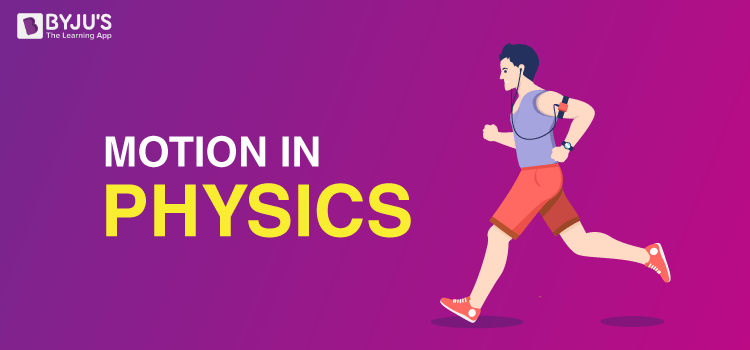 BYJU'S
The Learning App
MOTION IN
PHYSICS